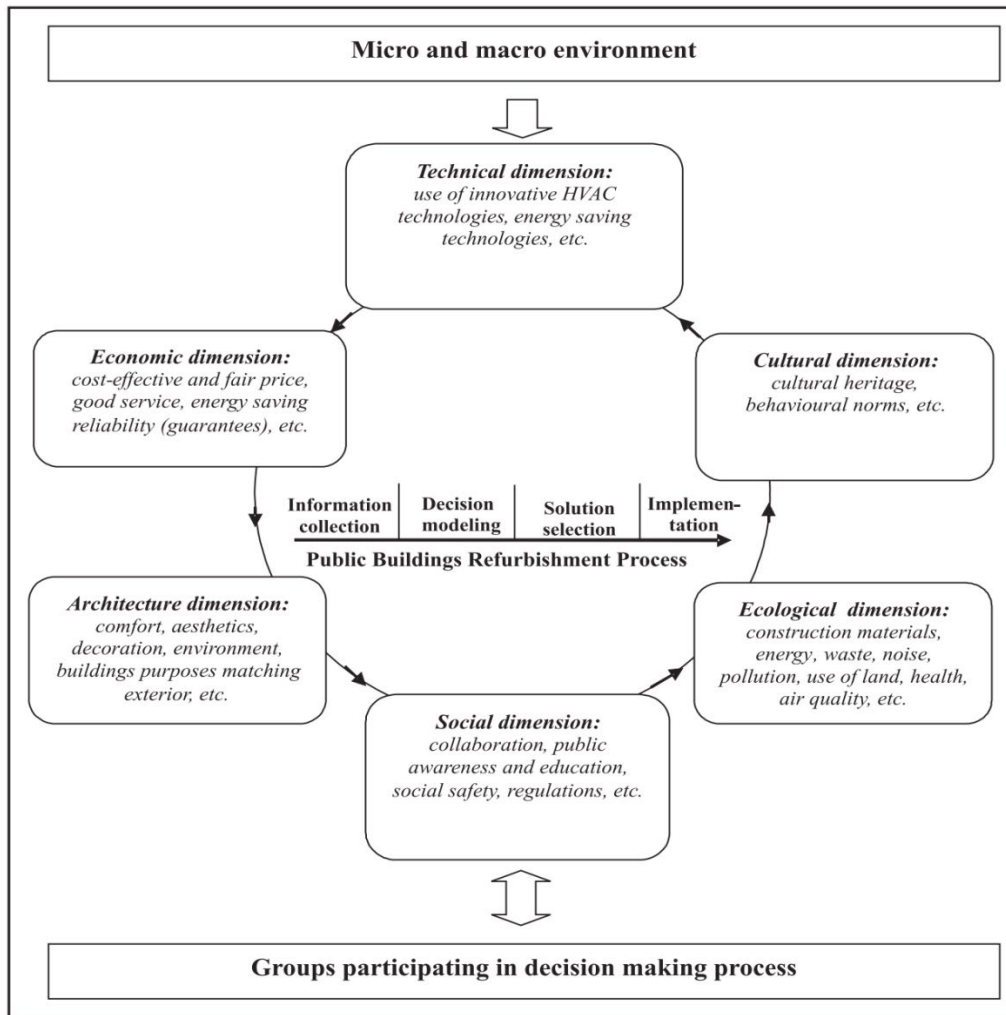 Micro and macro environment
Technical dimension:
use of innovative HVAC
technologies, energy saving
technologies, etc.
Economic dimension:
cost-effective and fair price,
good service, energy saving
reliability (guarantees), etc.
Cultural dimension:
cultural heritage,
behavioural norms, etc.
Information
collection
Decision
modeling
Solution
selection
Implemen-
tation
Public Buildings Refurbishment Process
Architecture dimension:
comfort, aesthetics,
decoration, environment,
buildings purposes matching
exterior, etc.
Ecological dimension:
construction materials,
energy, waste, noise,
pollution, use of land, health,
air quality, etc.
Social dimension:
collaboration, public
awareness and education,
social safety, regulations, etc.
Groups participating in decision making process